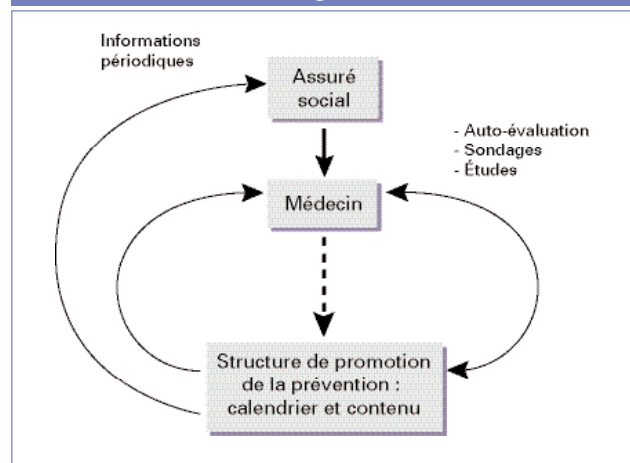 Informations
périodiques
Assuré
social
- Auto-évaluation
- Sondages
- Études
Médecin
Structure de promotion
de la prévention :
calendrier et contenu